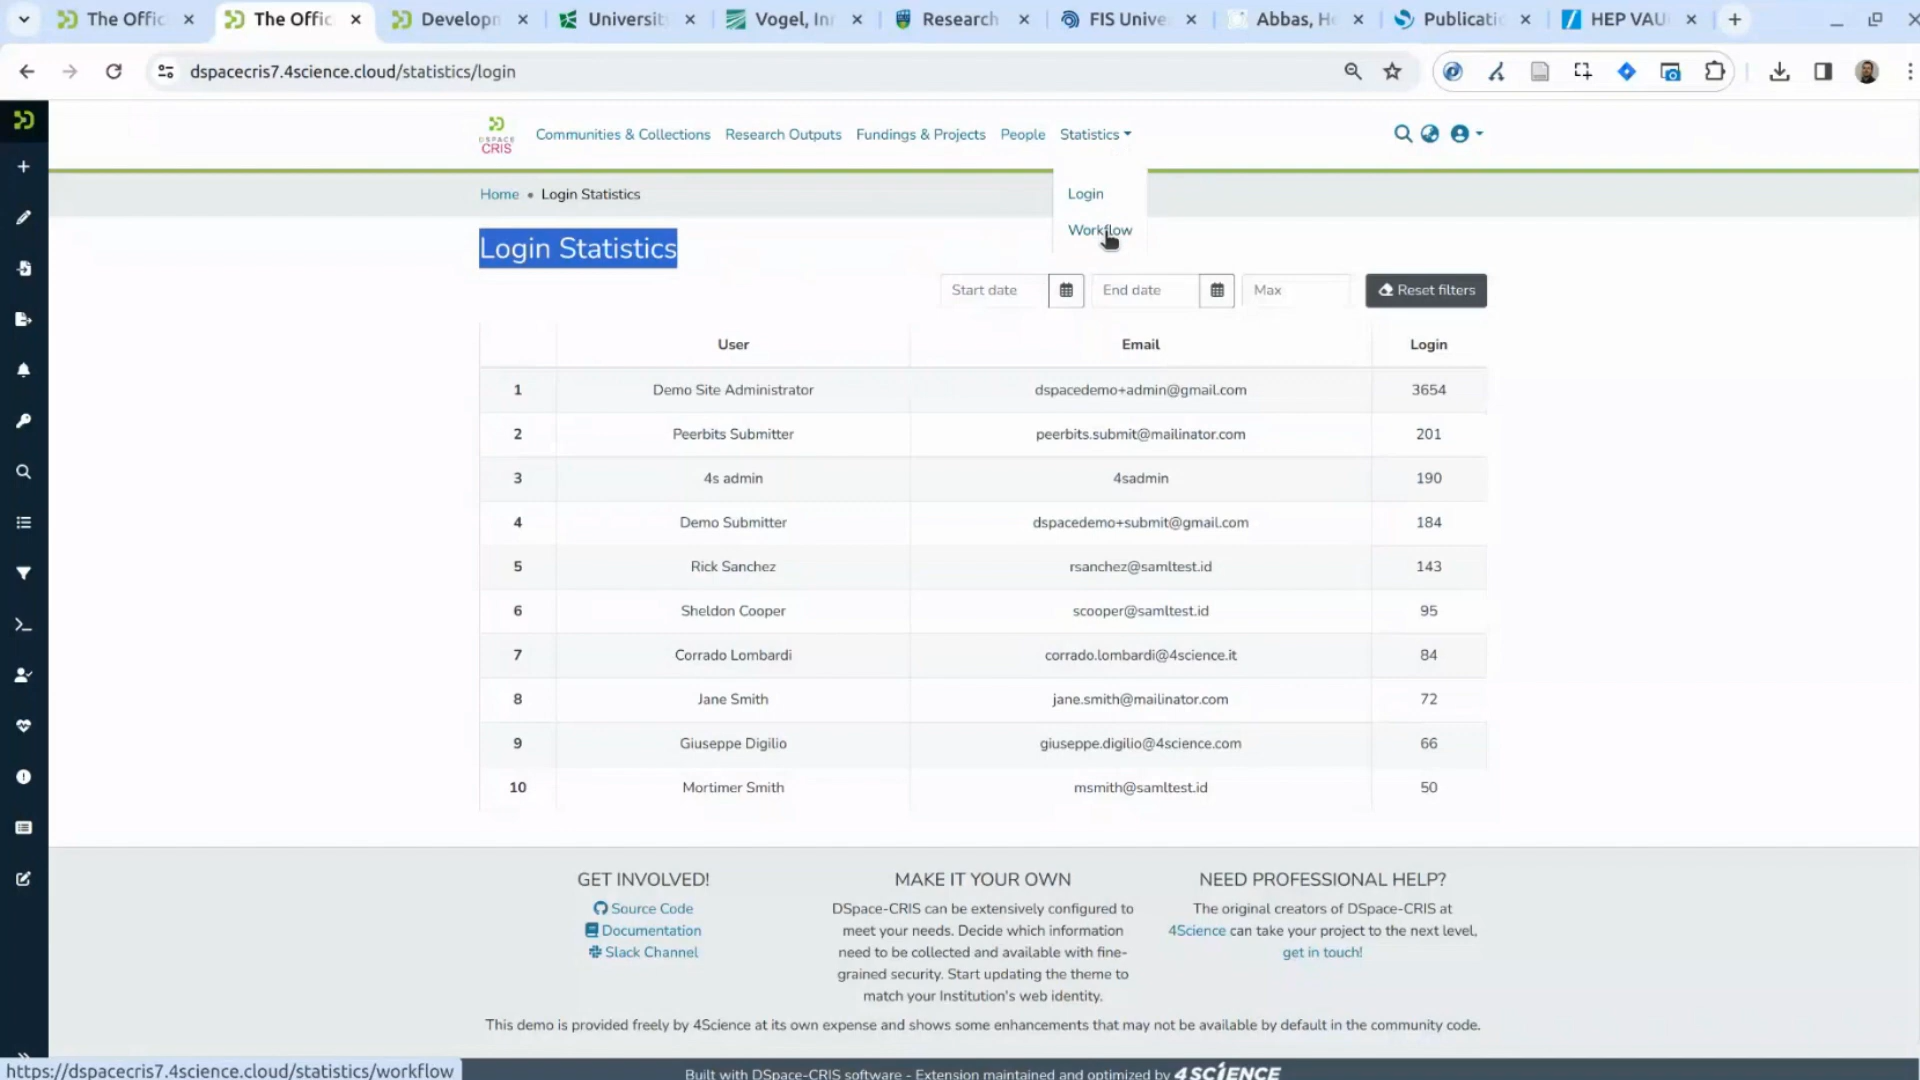 The Offic
The Offic
Developn
Universit
Vogel, Inr
Research
FIS Unive
Abbas, H
Publicati
HEP VAU
dspacecris7.4science.cloud/statistics/login
DSPACE
CRIS
Communities & Collections
Research Outputs
Fundings & Projects
People
Statistics
Home • Login Statistics
Login
Workflow
Login Statistics
Start date
End date
Max
Reset filters
User Email Login
1 Demo Site Administrator dspacedemo+admin@gmail.com 3654
2 Peerbits Submitter peerbits.submit@mailinator.com 201
3 4s admin 4sadmin 190
4 Demo Submitter dspacedemo+submit@gmail.com 184
5 Rick Sanchez rsanchez@samltest.id 143
6 Sheldon Cooper scooper@samltest.id 95
7 Corrado Lombardi corrado.lombardi@4science.it 84
8 Jane Smith jane.smith@mailinator.com 72
9 Giuseppe Digilio giuseppe.digilio@4science.com 66
10 Mortimer Smith msmith@samltest.id 50
GET INVOLVED!
Source Code
Documentation
Slack Channel
MAKE IT YOUR OWN
DSpace-CRIS can be extensively configured to
meet your needs. Decide which information
need to be collected and available with fine-
grained security. Start updating the theme to
match your Institution's web identity.
NEED PROFESSIONAL HELP?
The original creators of DSpace-CRIS at
4Science can take your project to the next level,
get in touch!
This demo is provided freely by 4Science at its own expense and shows some enhancements that may not be available by default in the community code.
https://dspacecris7.4science.cloud/statistics/workflow
Built with DSpace-CRIS software - Extension maintained and optimized by 4SCIENCE